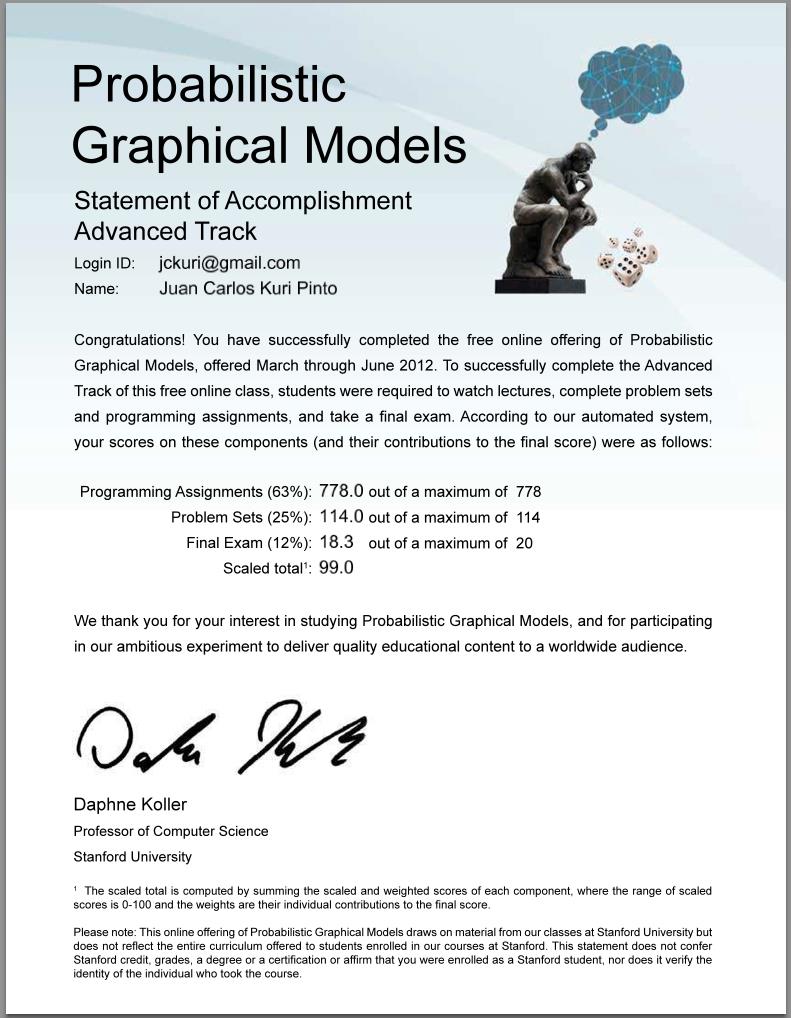 Probabilistic
Graphical Models
Statement of Accomplishment
Advanced Track
Login ID: jckuri@gmail.com
Name: Juan Carlos Kuri Pinto
Congratulations! You have successfully completed the free online offering of Probabilistic
Graphical Models, offered March through June 2012. To successfully complete the Advanced
Track of this free online class, students were required to watch lectures, complete problem sets
and programming assignments, and take a final exam. According to our automated system,
your scores on these components (and their contributions to the final score) were as follows:
Programming Assignments (63%): 778.0 out of a maximum of 778
Problem Sets (25%): 114.0 out of a maximum of 114
Final Exam (12%): 18.3 out of a maximum of 20
Scaled total¹: 99.0
We thank you for your interest in studying Probabilistic Graphical Models, and for participating
in our ambitious experiment to deliver quality educational content to a worldwide audience.
Daphne Koller
Professor of Computer Science
Stanford University
¹ The scaled total is computed by summing the scaled and weighted scores of each component, where the range of scaled
scores is 0-100 and the weights are their individual contributions to the final score.
Please note: This online offering of Probabilistic Graphical Models draws on material from our classes at Stanford University but
does not reflect the entire curriculum offered to students enrolled in our courses at Stanford. This statement does not confer
Stanford credit, grades, a degree or a certification or affirm that you were enrolled as a Stanford student, nor does it verify the
identity of the individual who took the course.